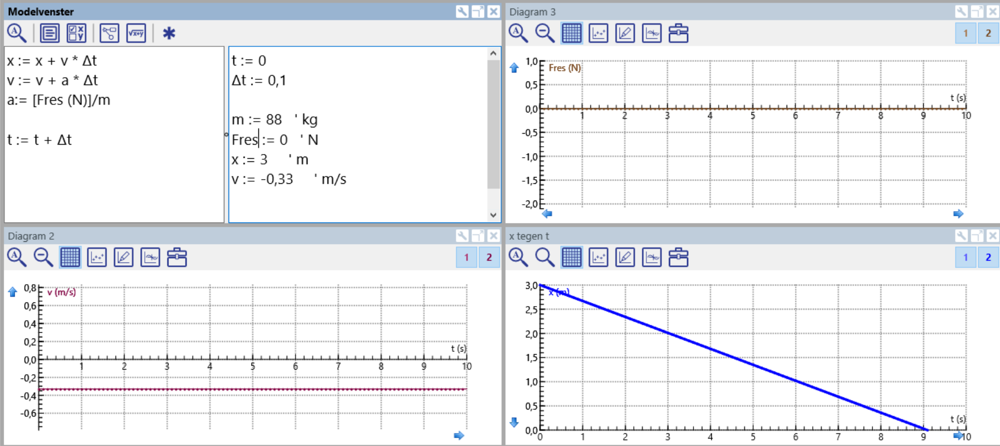 Modelvenster
x := x + v * Δt
v := v + a * Δt
a:= [Fres (N)]/m
t := t + Δt
t := 0
Δt := 0,1
m := 88 ' kg
Fres := 0 ' N
x := 3 ' m
v := -0,33 ' m/s
Diagram 3
1 2
1,0
Fres (N)
0,5
t (s)
0,0
1 2 3 4 5 6 7 8 9 10
-0,5
-1,0
-1,5
-2,0
Diagram 2
1 2
0,8
v (m/s)
0,6
0,4
0,2
t (s)
0,0
1 2 3 4 5 6 7 8 9 10
-0,2
-0,4
-0,6
x tegen t
1 2
3,0
x (m)
2,5
2,0
1,5
1,0
0,5
t (s)
0,0
0 1 2 3 4 5 6 7 8 9 10